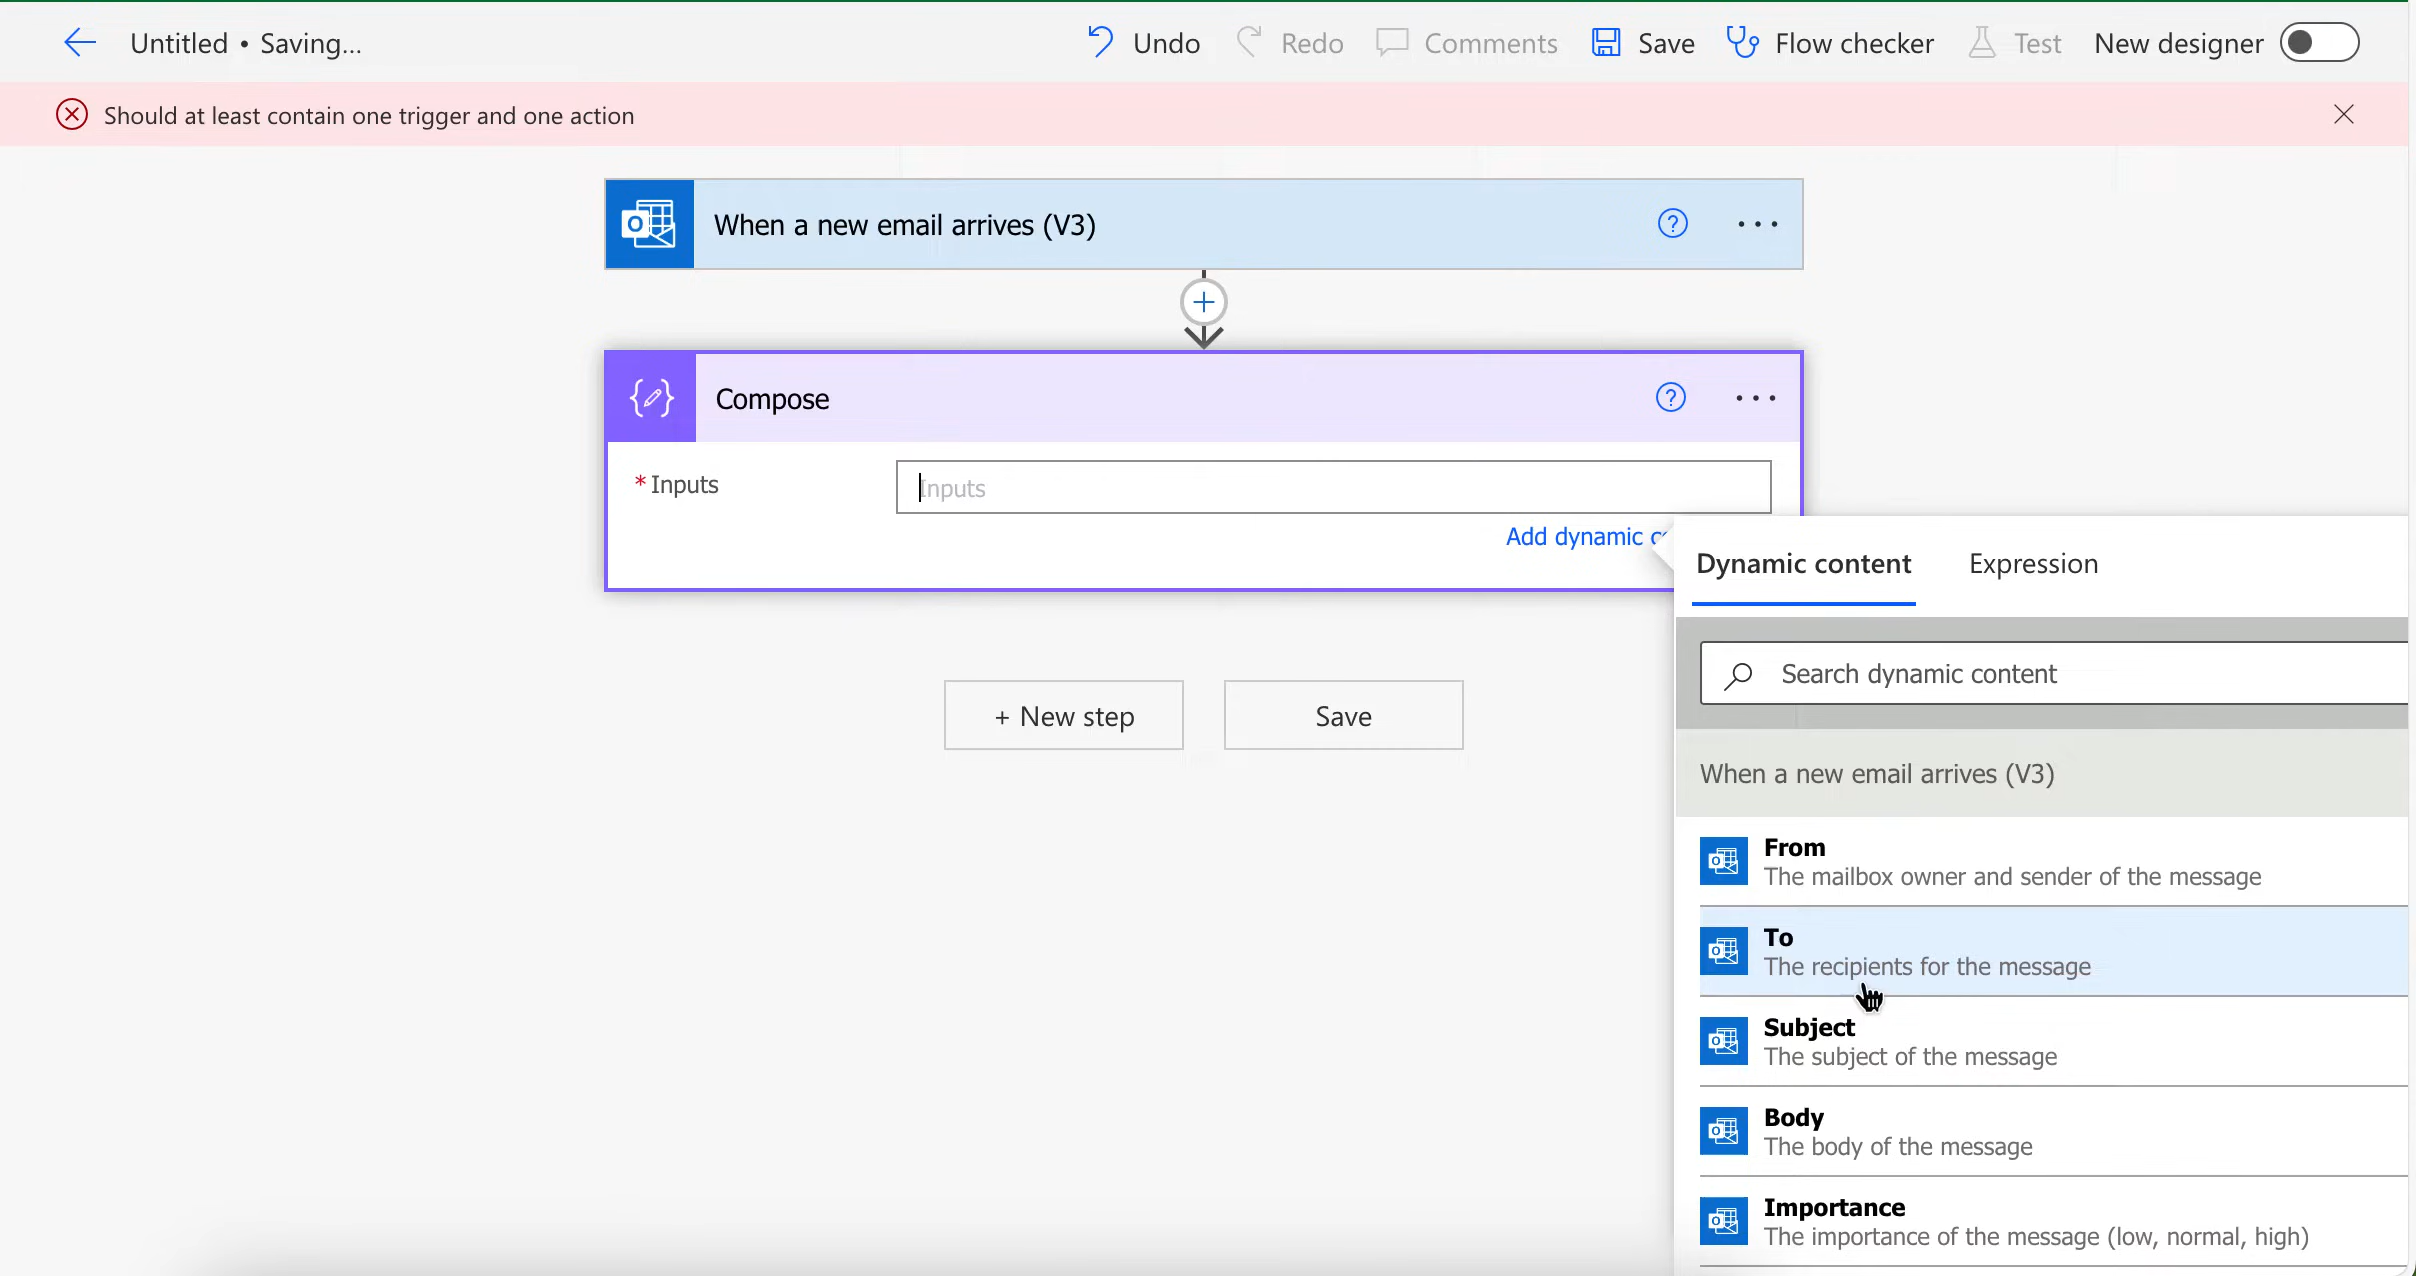 Untitled • Saving...
Undo
Redo
Comments
Save
Flow checker
Test
New designer
Should at least contain one trigger and one action
When a new email arrives (V3)
Compose
* Inputs
Inputs
Add dynamic
Dynamic content
Expression
Search dynamic content
When a new email arrives (V3)
From
The mailbox owner and sender of the message
To
The recipients for the message
Subject
The subject of the message
Body
The body of the message
Importance
The importance of the message (low, normal, high)
+ New step
Save